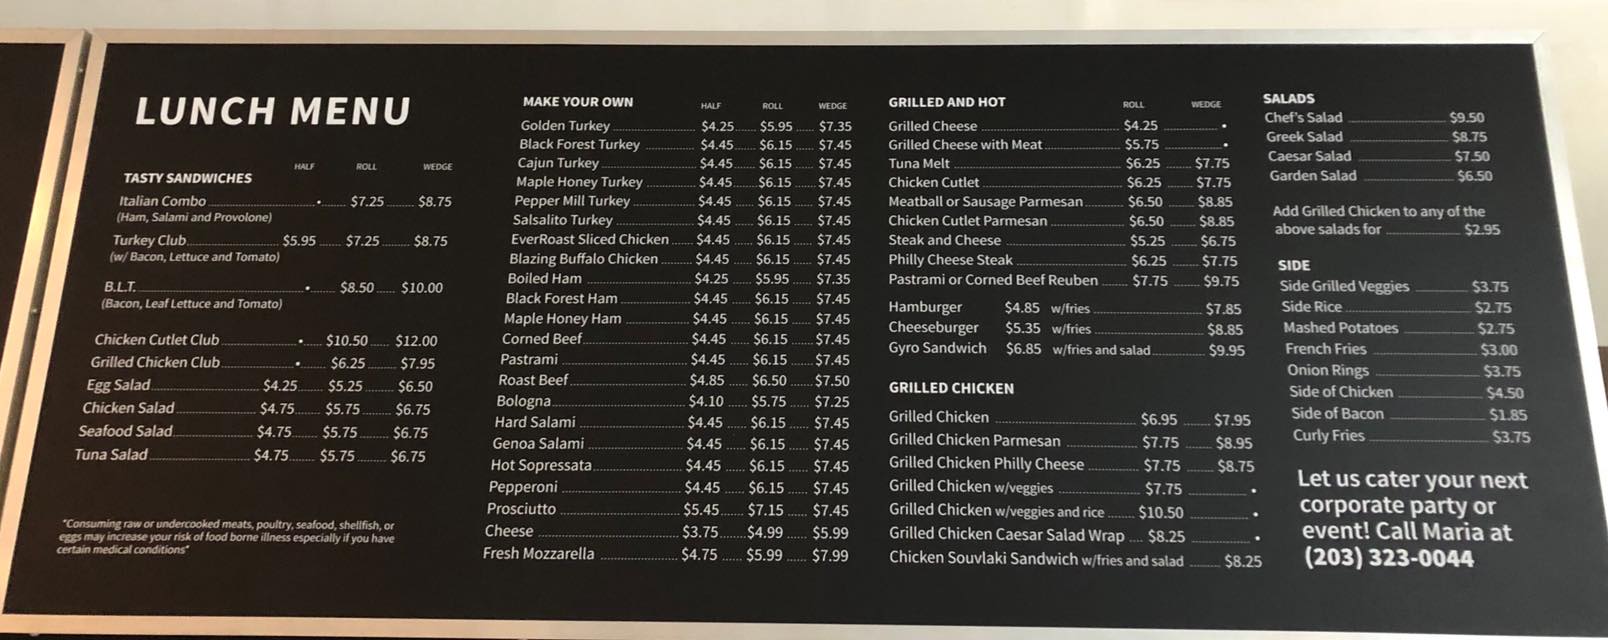 LUNCH MENU
HALF ROLL WEDGE
TASTY SANDWICHES
Italian Combo • $7.25 $8.75
(Ham, Salami and Provolone)
Turkey Club $5.95 $7.25 $8.75
(w/ Bacon, Lettuce and Tomato)
B.L.T. • $8.50 $10.00
(Bacon, Leaf Lettuce and Tomato)
Chicken Cutlet Club • $10.50 $12.00
Grilled Chicken Club • $6.25 $7.95
Egg Salad $4.25 $5.25 $6.50
Chicken Salad $4.75 $5.75 $6.75
Seafood Salad $4.75 $5.75 $6.75
Tuna Salad $4.75 $5.75 $6.75
"Consuming raw or undercooked meats, poultry, seafood, shellfish, or
eggs may increase your risk of food borne illness especially if you have
certain medical conditions"
MAKE YOUR OWN HALF ROLL WEDGE
Golden Turkey $4.25 $5.95 $7.35
Black Forest Turkey $4.45 $6.15 $7.45
Cajun Turkey $4.45 $6.15 $7.45
Maple Honey Turkey $4.45 $6.15 $7.45
Pepper Mill Turkey $4.45 $6.15 $7.45
Salsalito Turkey $4.45 $6.15 $7.45
EverRoast Sliced Chicken $4.45 $6.15 $7.45
Blazing Buffalo Chicken $4.45 $6.15 $7.45
Boiled Ham $4.25 $5.95 $7.35
Black Forest Ham $4.45 $6.15 $7.45
Maple Honey Ham $4.45 $6.15 $7.45
Corned Beef $4.45 $6.15 $7.45
Pastrami $4.45 $6.15 $7.45
Roast Beef $4.85 $6.50 $7.50
Bologna $4.10 $5.75 $7.25
Hard Salami $4.45 $6.15 $7.45
Genoa Salami $4.45 $6.15 $7.45
Hot Sopressata $4.45 $6.15 $7.45
Pepperoni $4.45 $6.15 $7.45
Prosciutto $5.45 $7.15 $7.45
Cheese $3.75 $4.99 $5.99
Fresh Mozzarella $4.75 $5.99 $7.99
GRILLED AND HOT ROLL WEDGE
Grilled Cheese $4.25 •
Grilled Cheese with Meat $5.75 •
Tuna Melt $6.25 $7.75
Chicken Cutlet $6.25 $7.75
Meatball or Sausage Parmesan $6.50 $8.85
Chicken Cutlet Parmesan $6.50 $8.85
Steak and Cheese $5.25 $6.75
Philly Cheese Steak $6.25 $7.75
Pastrami or Corned Beef Reuben $7.75 $9.75
Hamburger $4.85 w/fries $7.85
Cheeseburger $5.35 w/fries $8.85
Gyro Sandwich $6.85 w/fries and salad $9.95
GRILLED CHICKEN
Grilled Chicken $6.95 $7.95
Grilled Chicken Parmesan $7.75 $8.95
Grilled Chicken Philly Cheese $7.75 $8.75
Grilled Chicken w/veggies $7.75 •
Grilled Chicken w/veggies and rice $10.50 •
Grilled Chicken Caesar Salad Wrap $8.25 •
Chicken Souvlaki Sandwich w/fries and salad $8.25
SALADS
Chef's Salad $9.50
Greek Salad $8.75
Caesar Salad $7.50
Garden Salad $6.50
Add Grilled Chicken to any of the
above salads for $2.95
SIDE
Side Grilled Veggies $3.75
Side Rice $2.75
Mashed Potatoes $2.75
French Fries $3.00
Onion Rings $3.75
Side of Chicken $4.50
Side of Bacon $1.85
Curly Fries $3.75
Let us cater your next
corporate party or
event! Call Maria at
(203) 323-0044